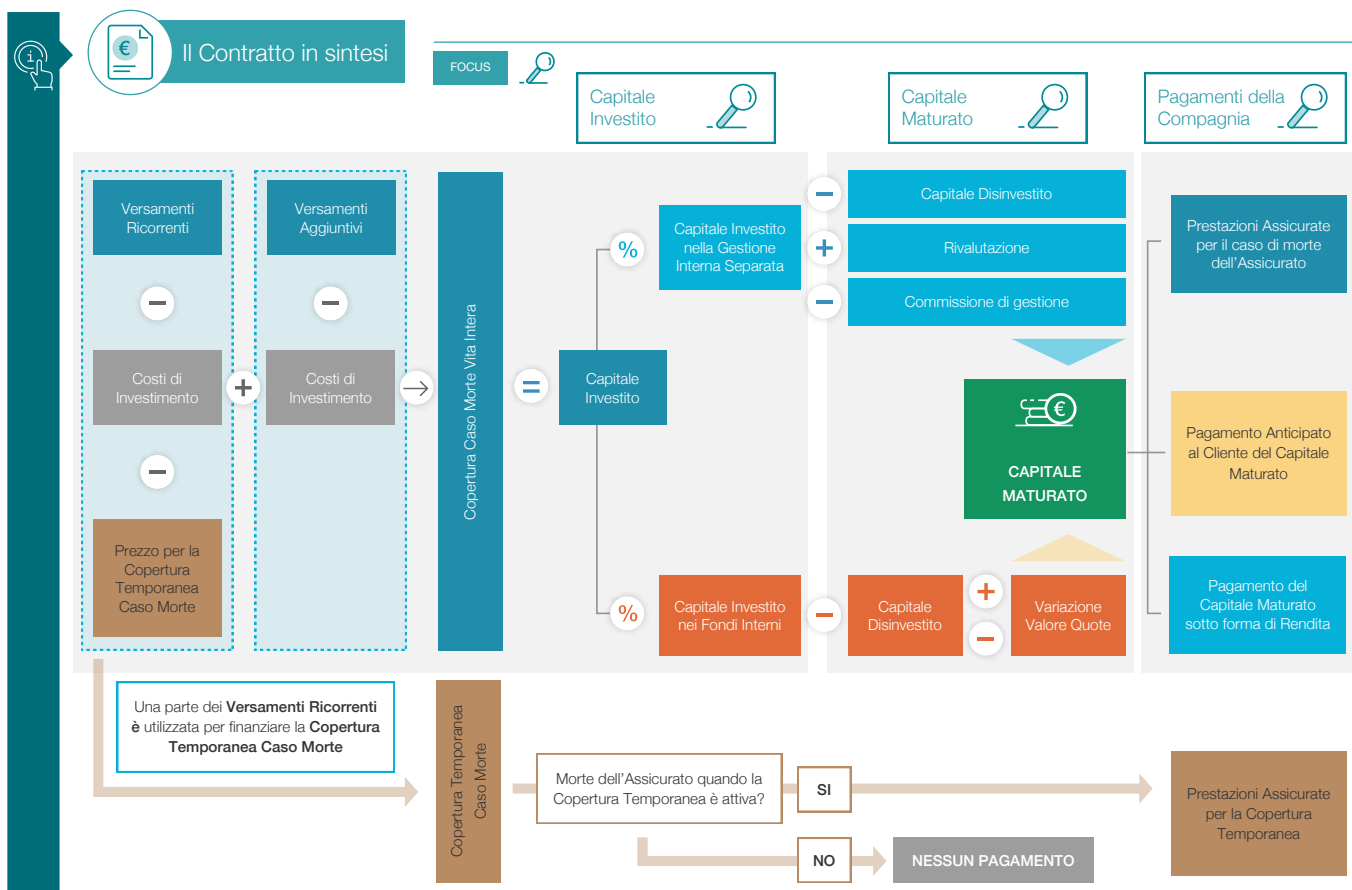 Il Contratto in sintesi
FOCUS
Capitale
Investito
Capitale
Maturato
Pagamenti della
Compagnia
Versamenti
Ricorrenti
−
Costi di
Investimento
−
Prezzo per la
Copertura
Temporanea
Caso Morte
+
Versamenti
Aggiuntivi
−
Costi di
Investimento
→
Copertura Caso Morte Vita Intera
=
Capitale
Investito
%
Capitale Investito
nella Gestione
Interna Separata
−
Capitale Disinvestito
+
Rivalutazione
−
Commissione di gestione
€
CAPITALE
MATURATO
%
Capitale Investito
nei Fondi Interni
−
Capitale
Disinvestito
+
−
Variazione
Valore Quote
Prestazioni Assicurate
per il caso di morte
dell’Assicurato
Pagamento Anticipato
al Cliente del Capitale
Maturato
Pagamento del
Capitale Maturato
sotto forma di Rendita
Una parte dei Versamenti Ricorrenti
è utilizzata per finanziare la Copertura
Temporanea Caso Morte
Copertura Temporanea
Caso Morte
Morte dell’Assicurato quando la
Copertura Temporanea è attiva?
SI
NO
NESSUN PAGAMENTO
Prestazioni Assicurate
per la Copertura
Temporanea